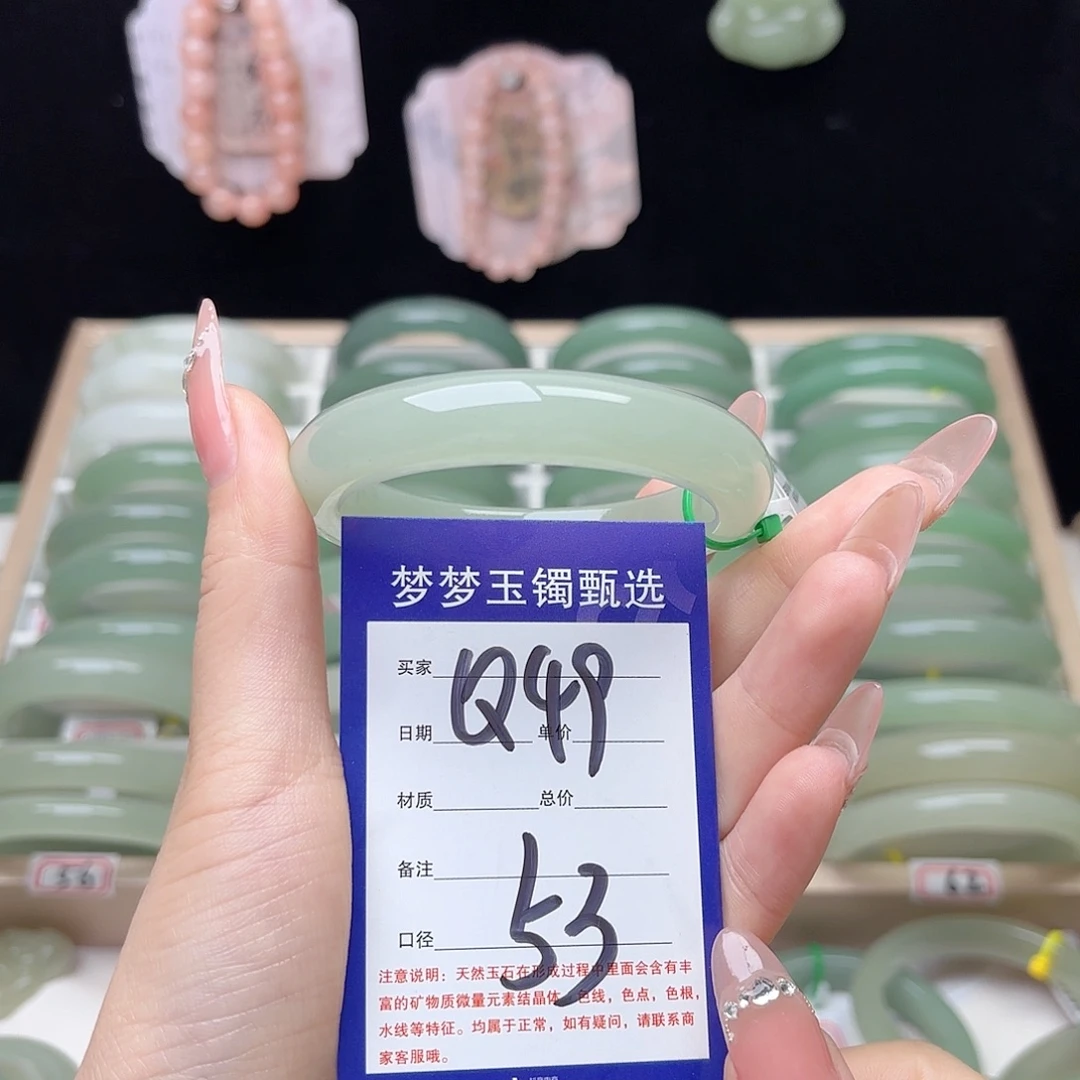 梦梦玉镯甄选
买家 Q49
日期 单价
材质 总价
备注
口径 53
注意说明：天然玉石在形成过程中里面会含有丰
富的矿物质微量元素结晶体，色线，色点，色根，
水线等特征。均属于正常，如有疑问，请联系商
家客服哦。